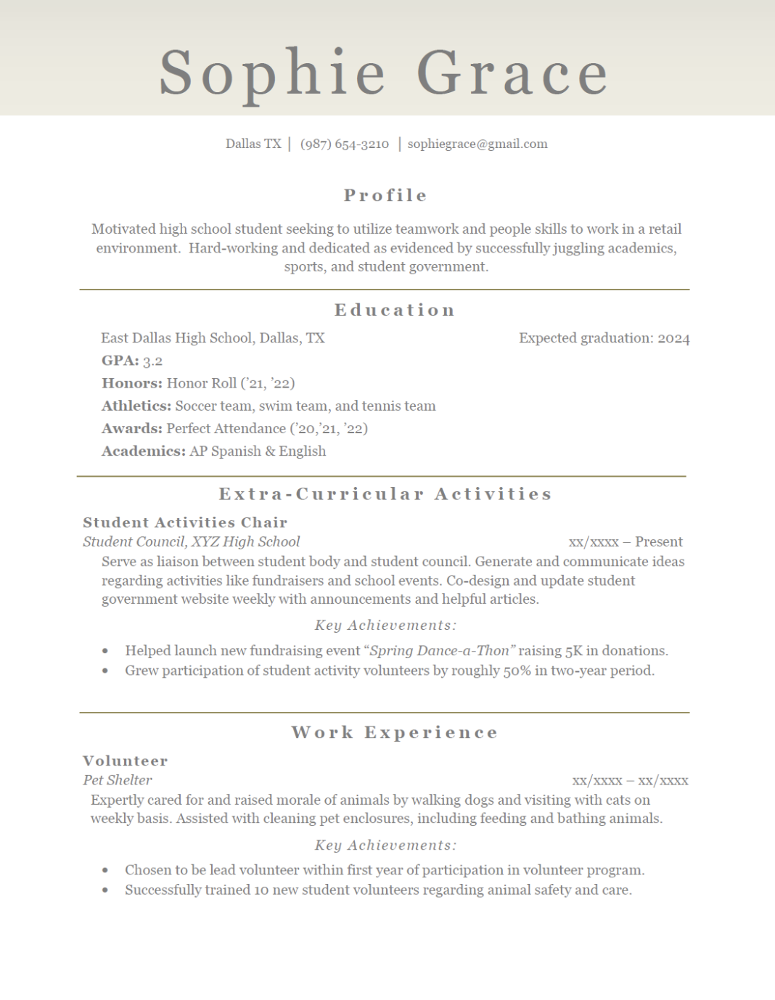 Sophie Grace
Dallas TX | (987) 654-3210 | sophiegrace@gmail.com
Profile
Motivated high school student seeking to utilize teamwork and people skills to work in a retail
environment.  Hard-working and dedicated as evidenced by successfully juggling academics,
sports, and student government.
Education
East Dallas High School, Dallas, TX Expected graduation: 2024
GPA: 3.2
Honors: Honor Roll (’21, ’22)
Athletics: Soccer team, swim team, and tennis team
Awards: Perfect Attendance (’20,’21, ’22)
Academics: AP Spanish & English
Extra-Curricular Activities
Student Activities Chair
Student Council, XYZ High School xx/xxxx – Present
Serve as liaison between student body and student council. Generate and communicate ideas
regarding activities like fundraisers and school events. Co-design and update student
government website weekly with announcements and helpful articles.
Key Achievements:
• Helped launch new fundraising event “Spring Dance-a-Thon” raising 5K in donations.
• Grew participation of student activity volunteers by roughly 50% in two-year period.
Work Experience
Volunteer
Pet Shelter xx/xxxx – xx/xxxx
Expertly cared for and raised morale of animals by walking dogs and visiting with cats on
weekly basis. Assisted with cleaning pet enclosures, including feeding and bathing animals.
Key Achievements:
• Chosen to be lead volunteer within first year of participation in volunteer program.
• Successfully trained 10 new student volunteers regarding animal safety and care.